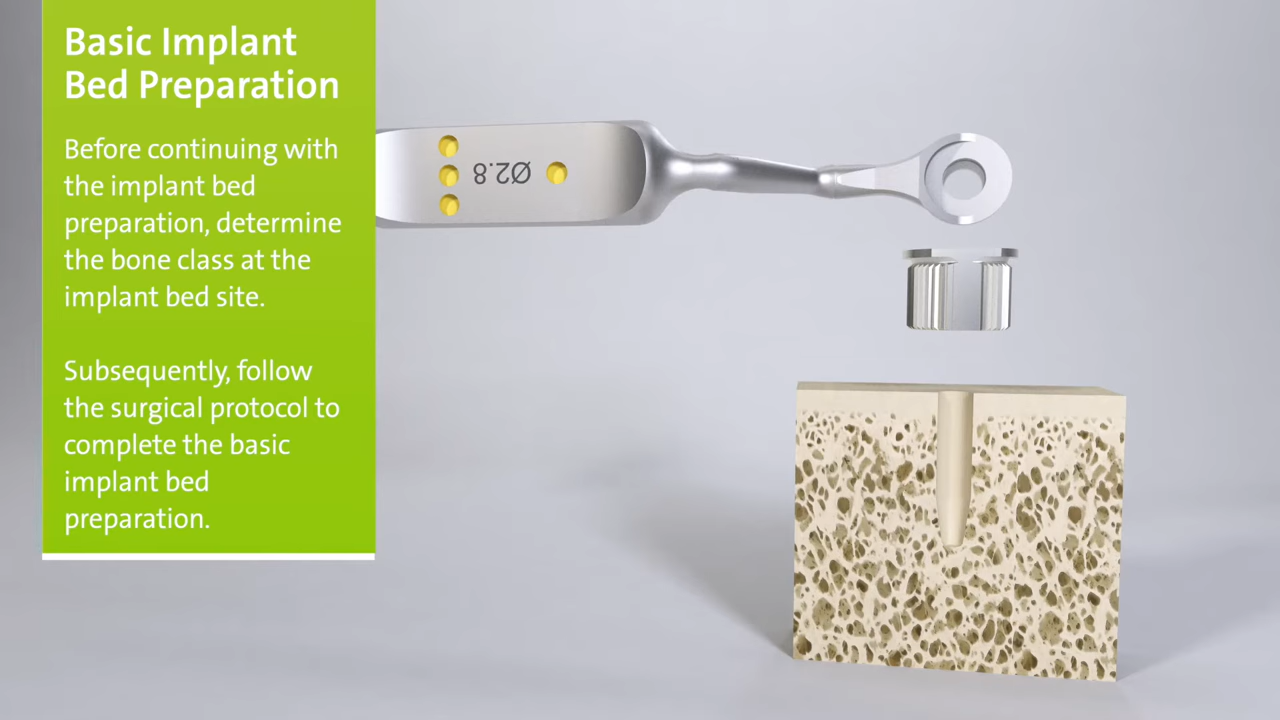 Basic Implant
Bed Preparation
Before continuing with
the implant bed
preparation, determine
the bone class at the
implant bed site.
Subsequently, follow
the surgical protocol to
complete the basic
implant bed
preparation.
Ø2.8